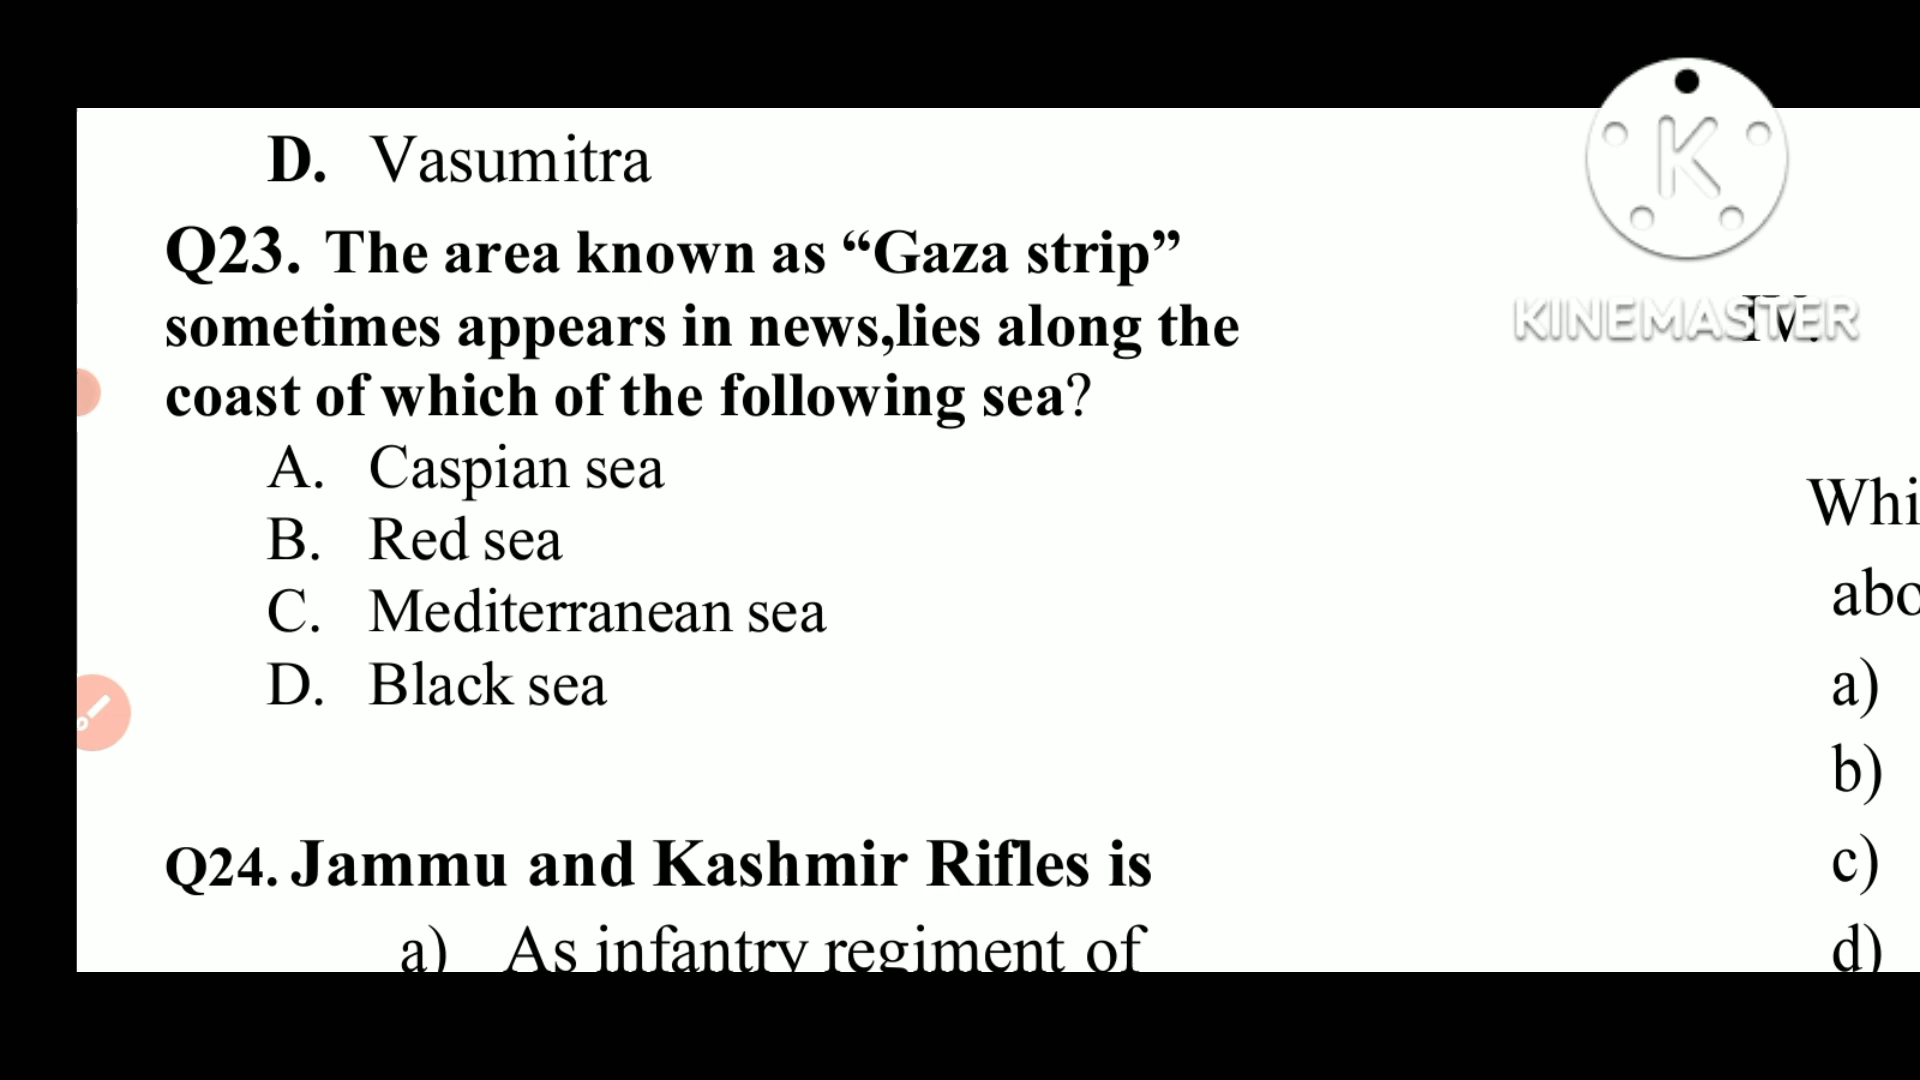 D. Vasumitra
Q23. The area known as “Gaza strip”
sometimes appears in news,lies along the
coast of which of the following sea?
A. Caspian sea
B. Red sea
C. Mediterranean sea
D. Black sea
Q24. Jammu and Kashmir Rifles is
a) As infantry regiment of
K
KINEMASTER
Whi
abo
a)
b)
c)
d)